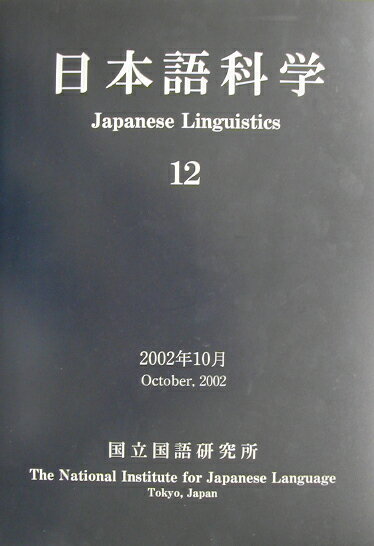 日本語科学
Japanese Linguistics
12
2002年10月
October, 2002
国立国語研究所
The National Institute for Japanese Language
Tokyo, Japan